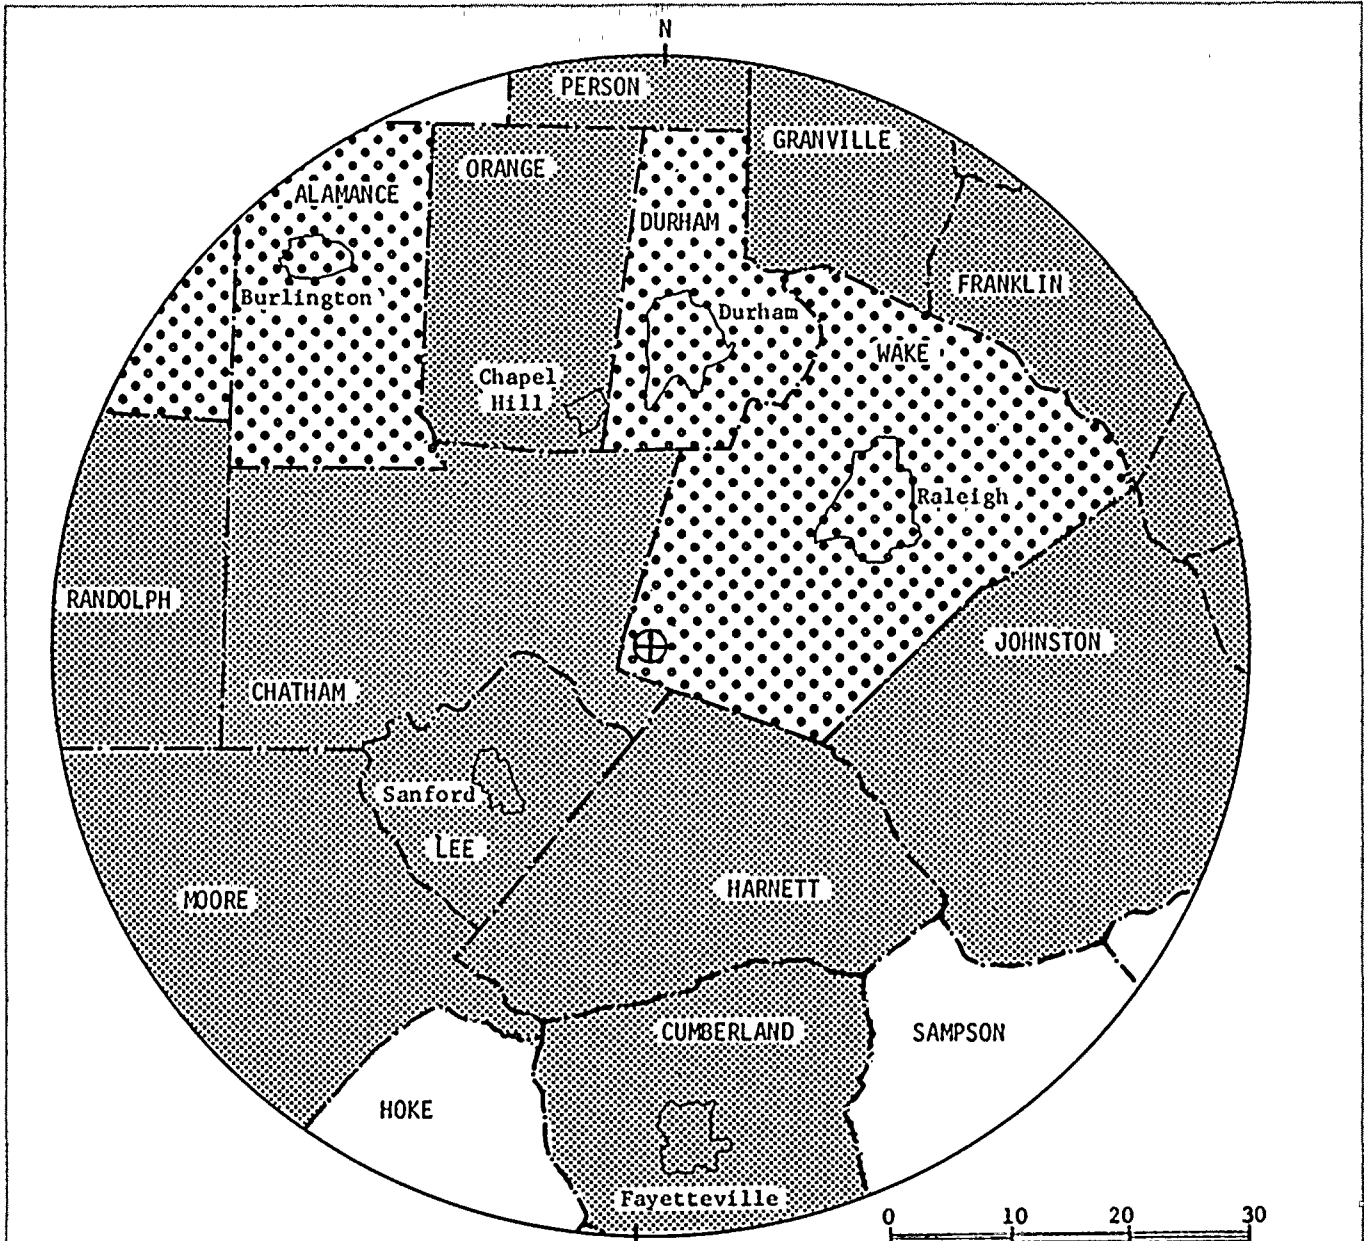 N
PERSON
GRANVILLE
ORANGE
ALAMANCE
DURHAM
FRANKLIN
Burlington
Durham
WAKE
Chapel
Hill
Raleigh
RANDOLPH
JOHNSTON
CHATHAM
Sanford
LEE
HARNETT
MOORE
CUMBERLAND
SAMPSON
HOKE
Fayetteville
0 10 20 30